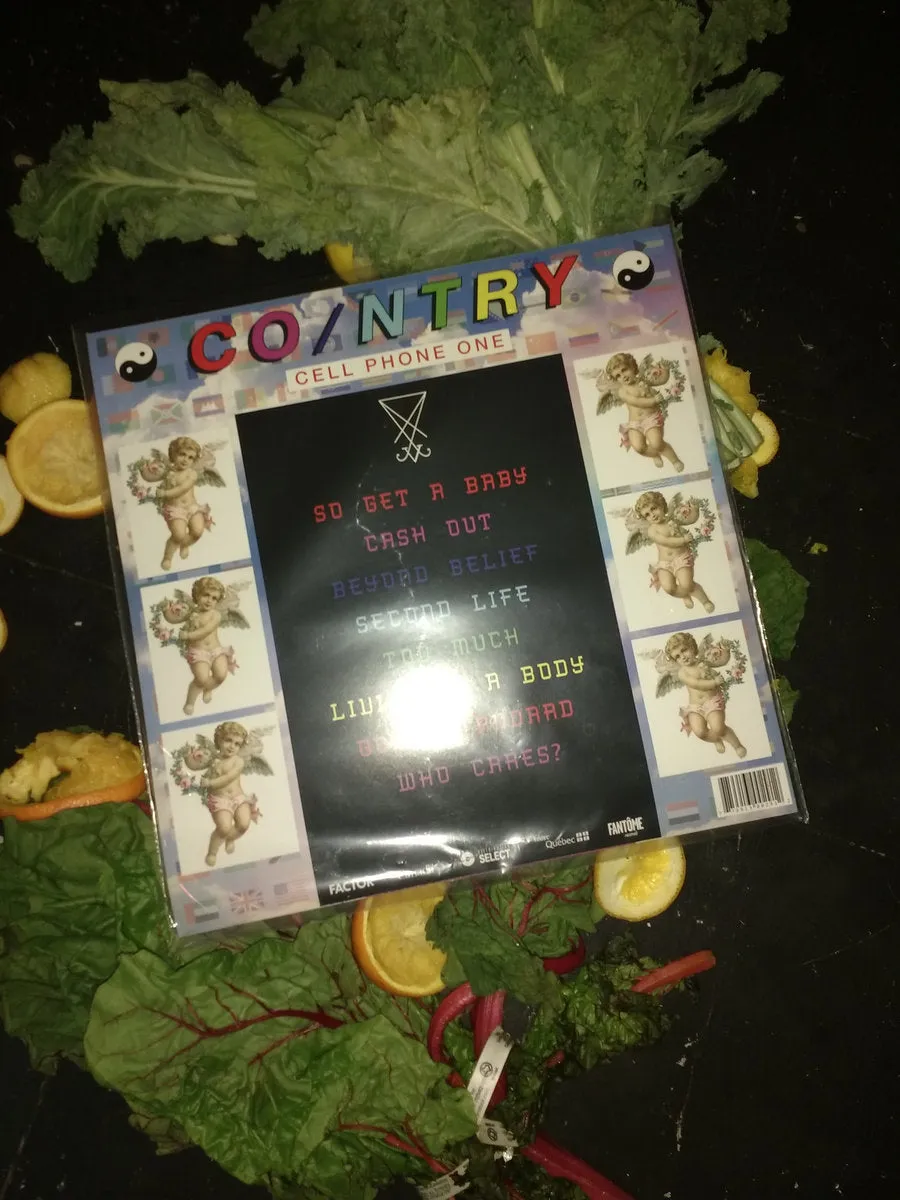 CO/NTRY
CELL PHONE ONE
SO GET A BABY
CASH OUT
BEYOND BELIEF
SECOND LIFE
TOO MUCH
A BODY
WHO CARES?
FACTOR
SELECT
Québec
FANTÔME